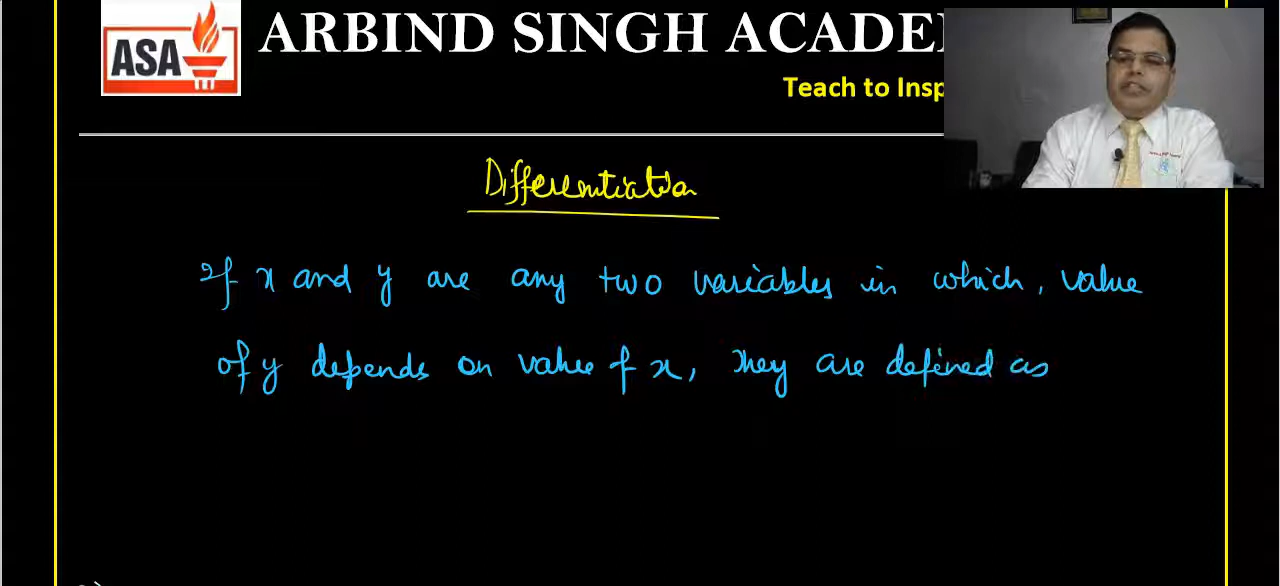 ASA
ARBIND SINGH ACADE
Teach to Insp
Differentiation
If x and y are any two variables in which, value
of y depends on value of x, they are defined as